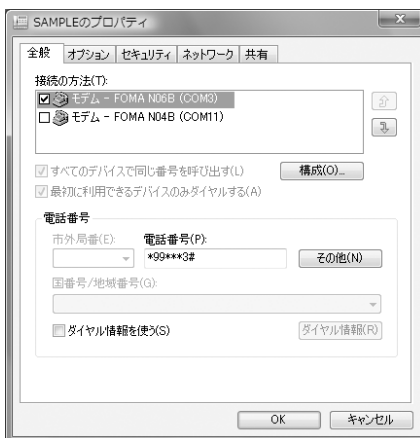 SAMPLEのプロパティ
全般 オプション セキュリティ ネットワーク 共有
接続の方法(T):
モデム - FOMA N06B (COM3)
モデム - FOMA N04B (COM11)
すべてのデバイスで同じ番号を呼び出す(L) 構成(O)...
最初に利用できるデバイスのみダイヤルする(A)
電話番号
市外局番(E): 電話番号(P):
*99***3# その他(N)
国番号/地域番号(G):
ダイヤル情報を使う(S) ダイヤル情報(R)
OK キャンセル